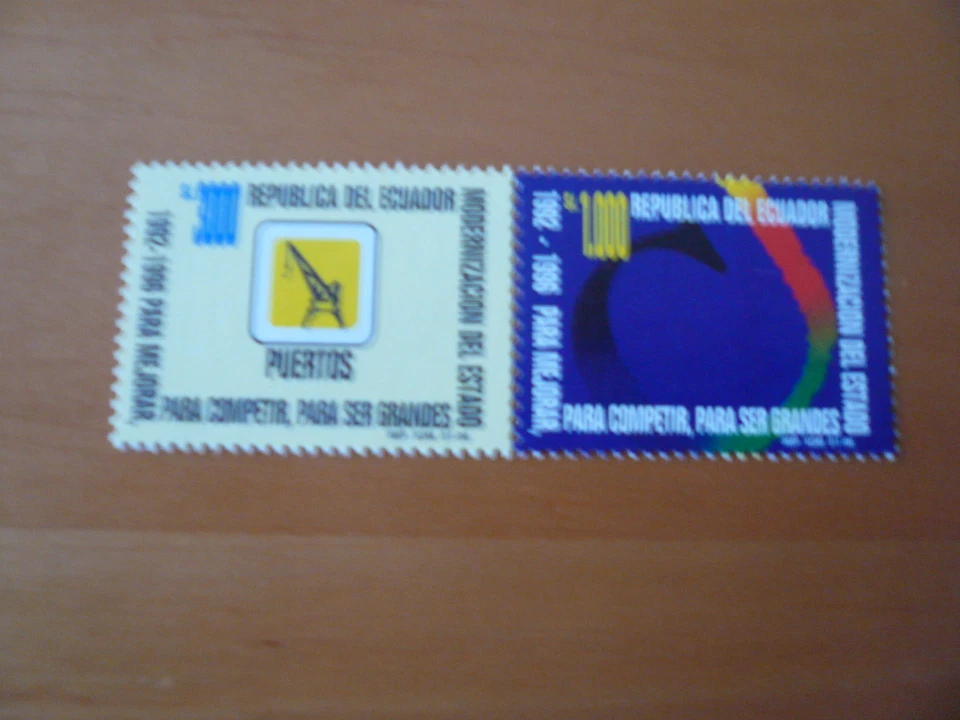 REPUBLICA DEL ECUADOR
MODERNIZACION DEL ESTADO
1992 - 1996 PARA MEJORAR,
PARA COMPETIR, PARA SER GRANDES
PUERTOS
S/. 1.000
REPUBLICA DEL ECUADOR
MODERNIZACION DEL ESTADO
1992 - 1996 PARA MEJORAR,
PARA COMPETIR, PARA SER GRANDES